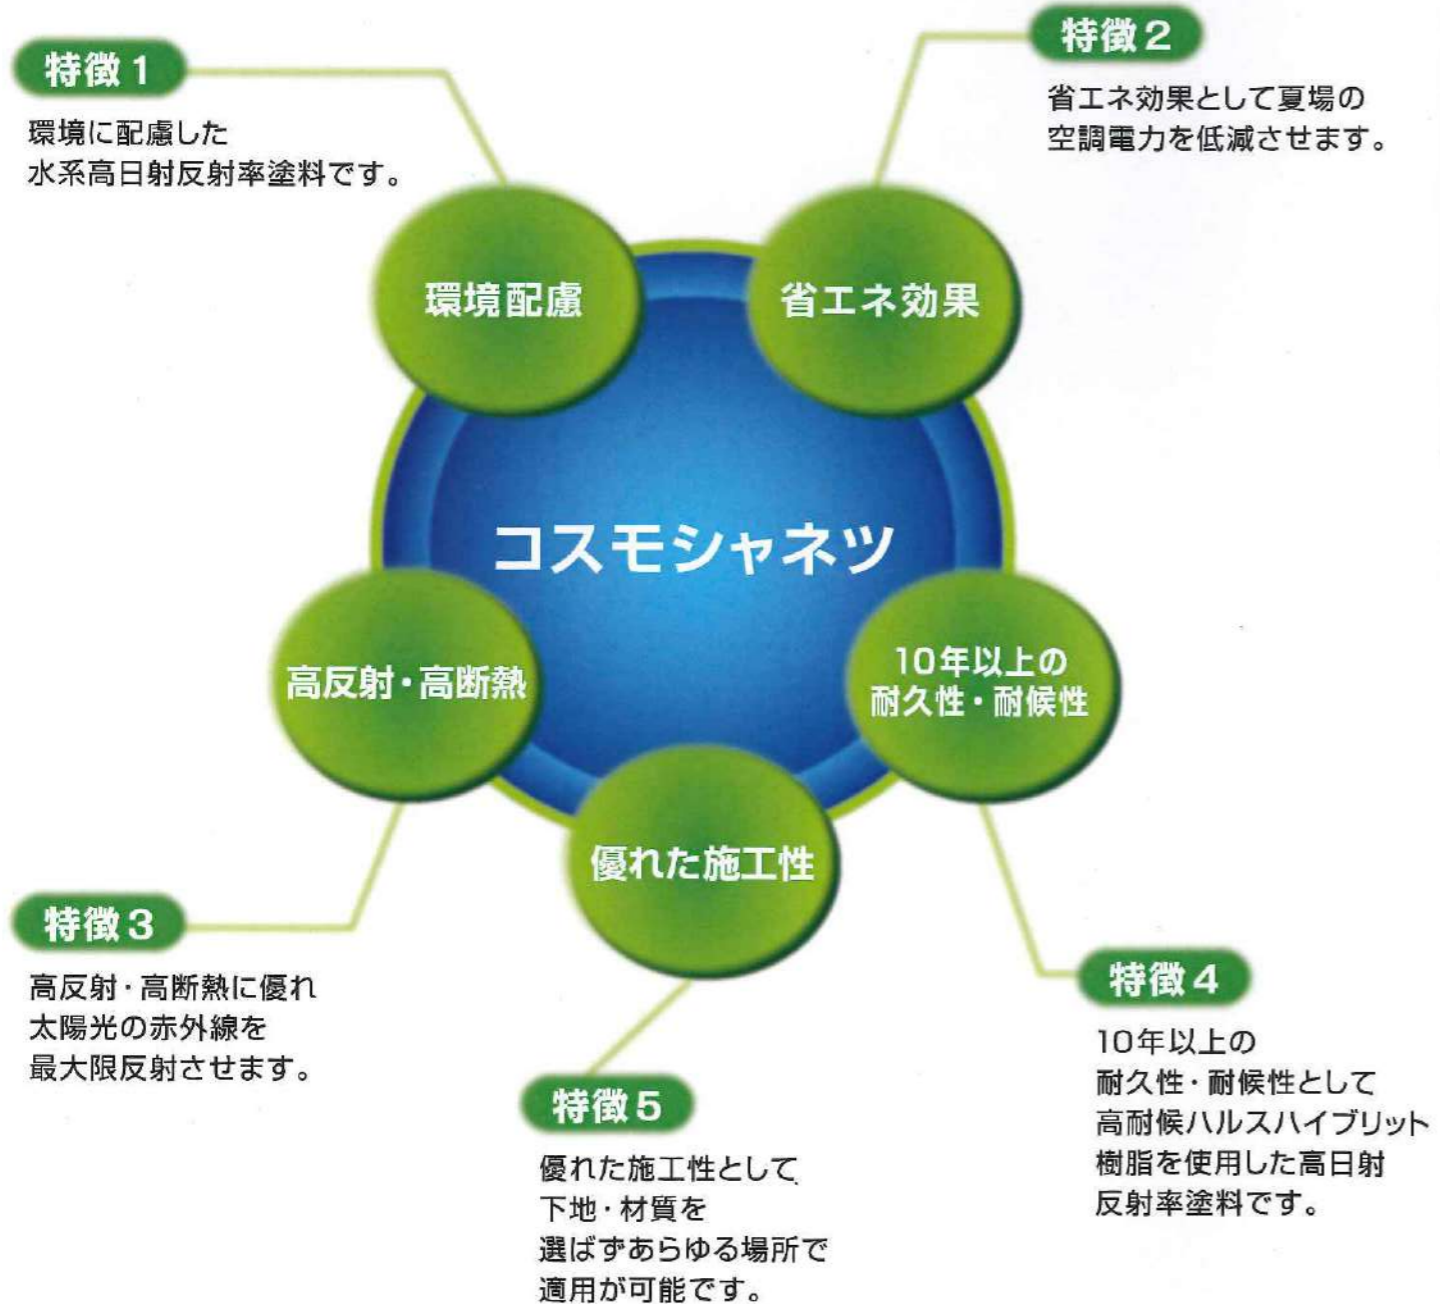 特徴1
環境に配慮した
水系高日射反射率塗料です。
特徴2
省エネ効果として夏場の
空調電力を低減させます。
環境配慮
省エネ効果
コスモシャネツ
高反射・高断熱
10年以上の
耐久性・耐候性
優れた施工性
特徴3
高反射・高断熱に優れ
太陽光の赤外線を
最大限反射させます。
特徴4
10年以上の
耐久性・耐候性として
高耐候ハルスハイブリット
樹脂を使用した高日射
反射率塗料です。
特徴5
優れた施工性として
下地・材質を
選ばずあらゆる場所で
適用が可能です。